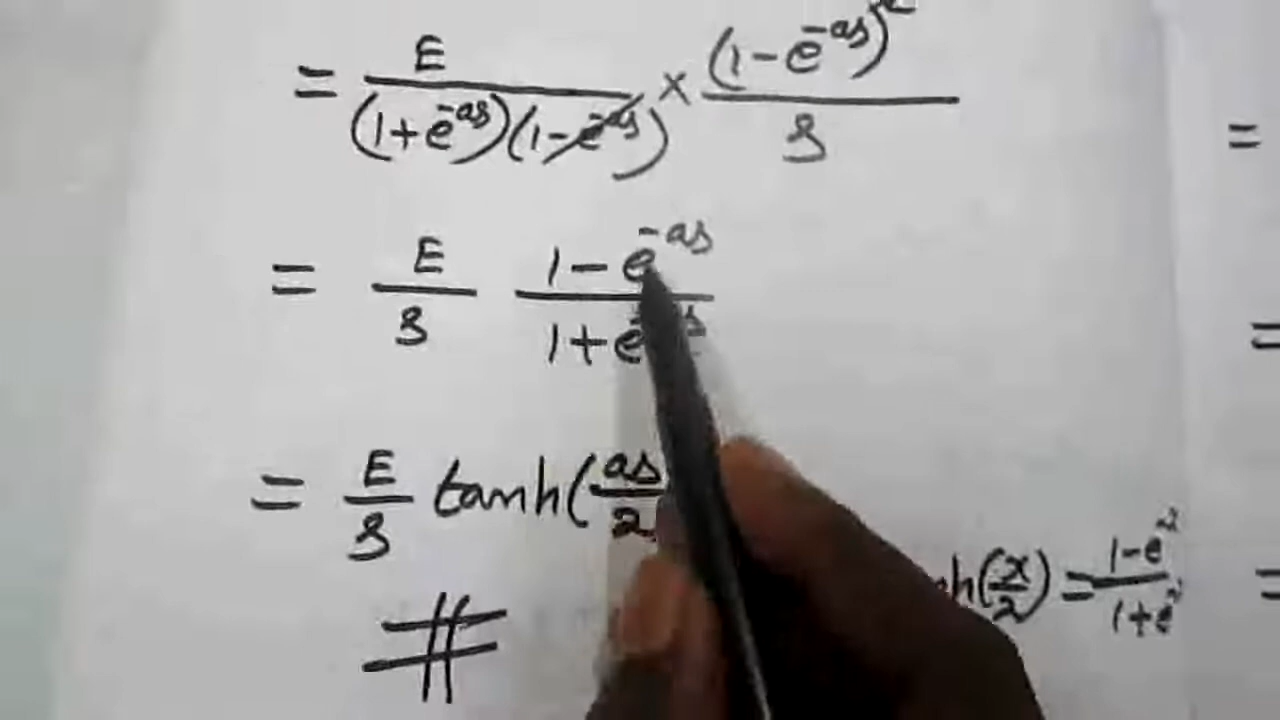 = E / (1+e^-as)(1-e^-as) × (1-e^-as)^2 / s
= E/s (1-e^-as) / (1+e^-as)
= E/s tanh(as/2
h(x/2) = 1-e / 1+e
=
=
=